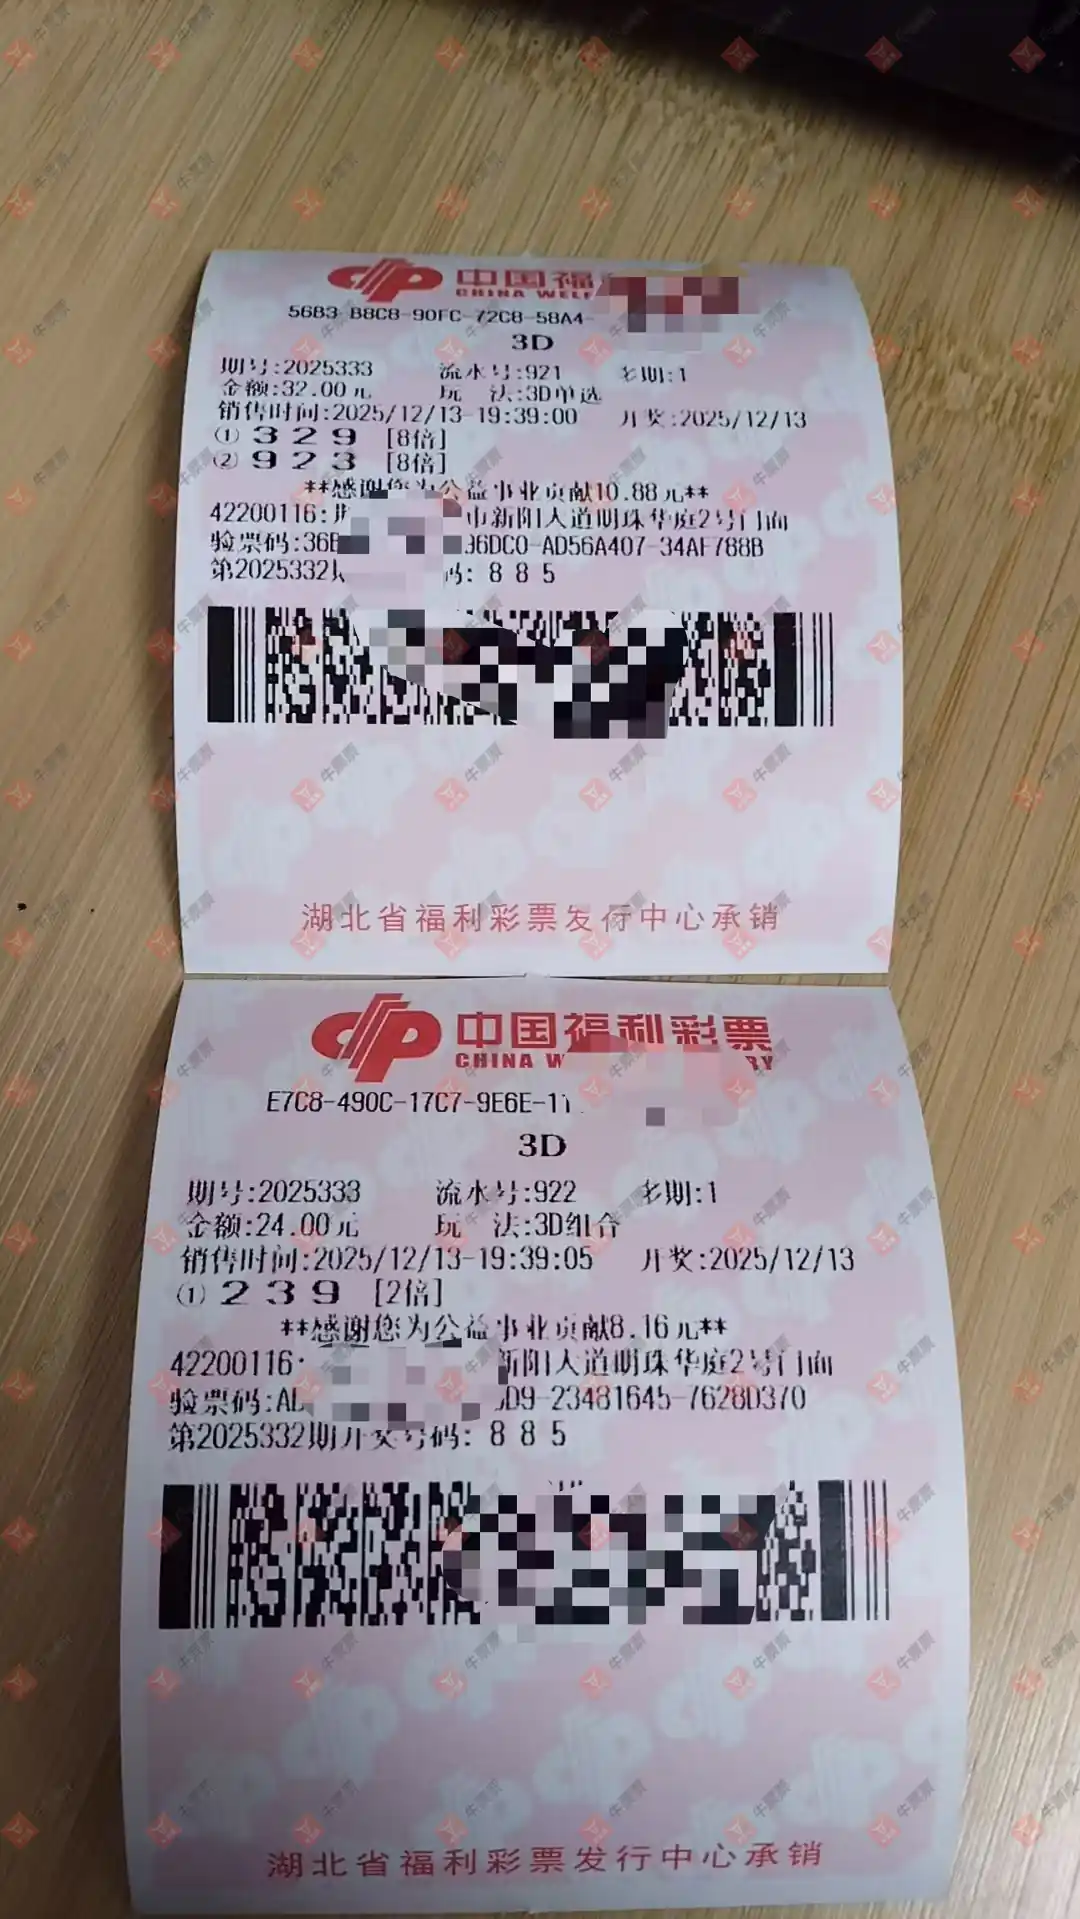 中国福
CHINA WELF
56B3-B8C8-90FC-72C8-58A4-
3D
期号:2025333 流水号:921 多期:1
金额:32.00元 玩 法:3D单选
销售时间:2025/12/13-19:39:00 开奖:2025/12/13
① 3 2 9 [8倍]
② 9 2 3 [8倍]
**感谢您为公益事业贡献10.88元**
42200116: 市新阳大道明珠华庭2号门面
验票码:36B 96DC0-AD56A407-34AF788B
第2025332期 码: 8 8 5
湖北省福利彩票发行中心承销
中国福利彩票
CHINA W RY
E7C8-490C-17C7-9E6E-11
3D
期号:2025333 流水号:922 多期:1
金额:24.00元 玩 法:3D组合
销售时间:2025/12/13-19:39:05 开奖:2025/12/13
① 2 3 9 [2倍]
**感谢您为公益事业贡献8.16元**
42200116: 新阳大道明珠华庭2号门面
验票码:A D9-23481645-7628D370
第2025332期开奖号码: 8 8 5
湖北省福利彩票发行中心承销
牛票票